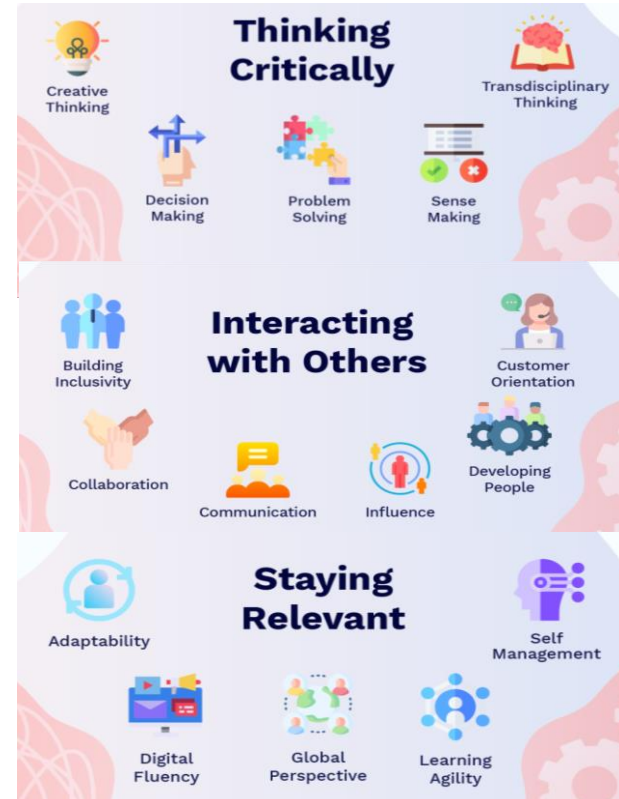 Thinking
Critically
Creative
Thinking
Transdisciplinary
Thinking
Decision
Making
Problem
Solving
Sense
Making
Interacting
with Others
Building
Inclusivity
Customer
Orientation
Collaboration
Communication
Influence
Developing
People
Staying
Relevant
Adaptability
Self
Management
Digital
Fluency
Global
Perspective
Learning
Agility